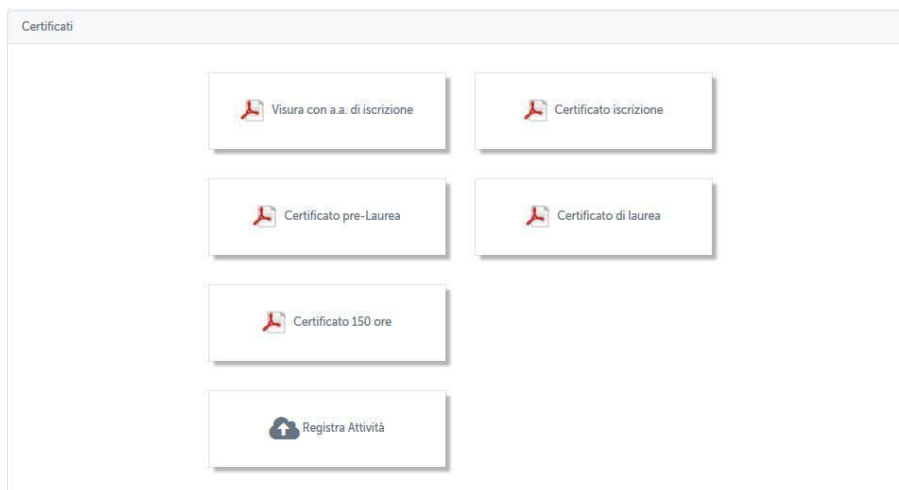 Certificati
Visura con a.a. di iscrizione
Certificato iscrizione
Certificato pre-Laurea
Certificato di laurea
Certificato 150 ore
Registra Attività